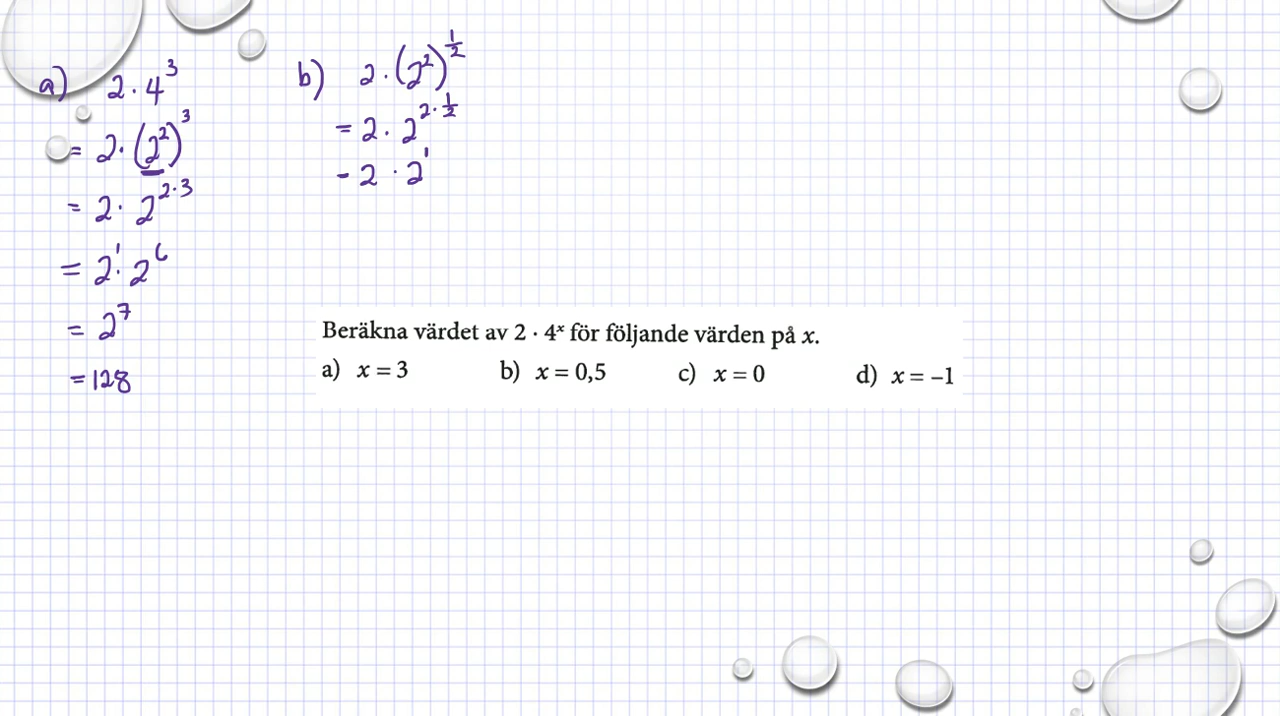 a) 2 · 4³
= 2 · (2²)³
= 2 · 2^(2·3)
= 2¹ · 2⁶
= 2⁷
= 128
b) 2 · (2²)^(1/2)
= 2 · 2^(2·1/2)
- 2 · 2¹
Beräkna värdet av 2 · 4ˣ för följande värden på x.
a) x = 3 b) x = 0,5 c) x = 0 d) x = –1